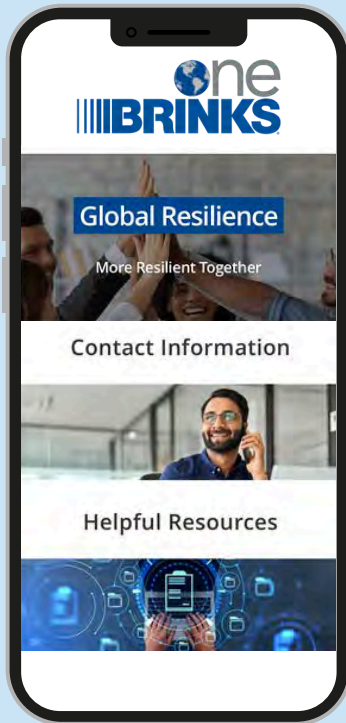 One
BRINKS
Global Resilience
More Resilient Together
Contact Information
Helpful Resources